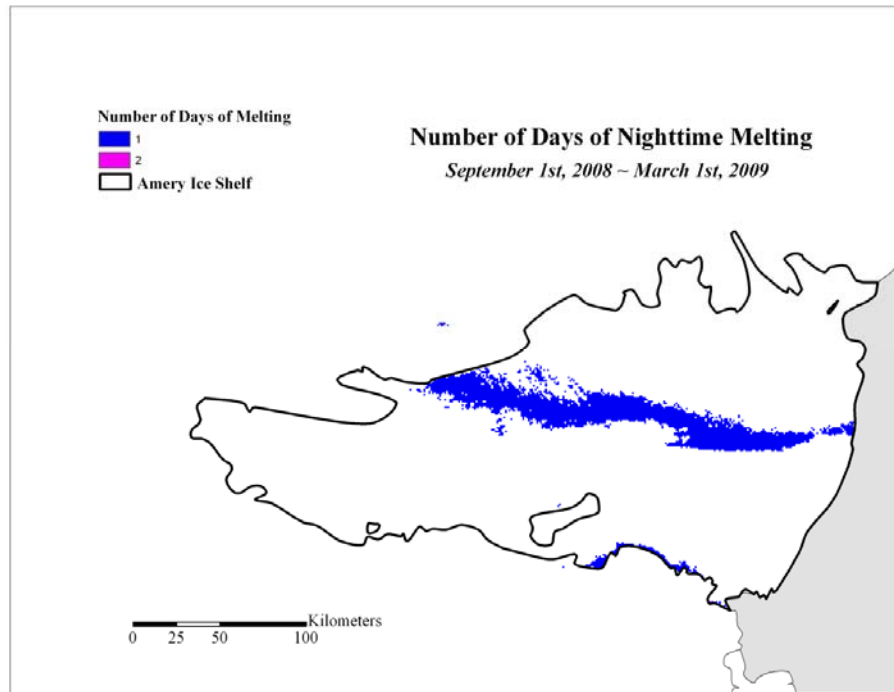 Number of Days of Melting
1
2
Amery Ice Shelf
Number of Days of Nighttime Melting
September 1st, 2008 ~ March 1st, 2009
Kilometers
0 25 50 100